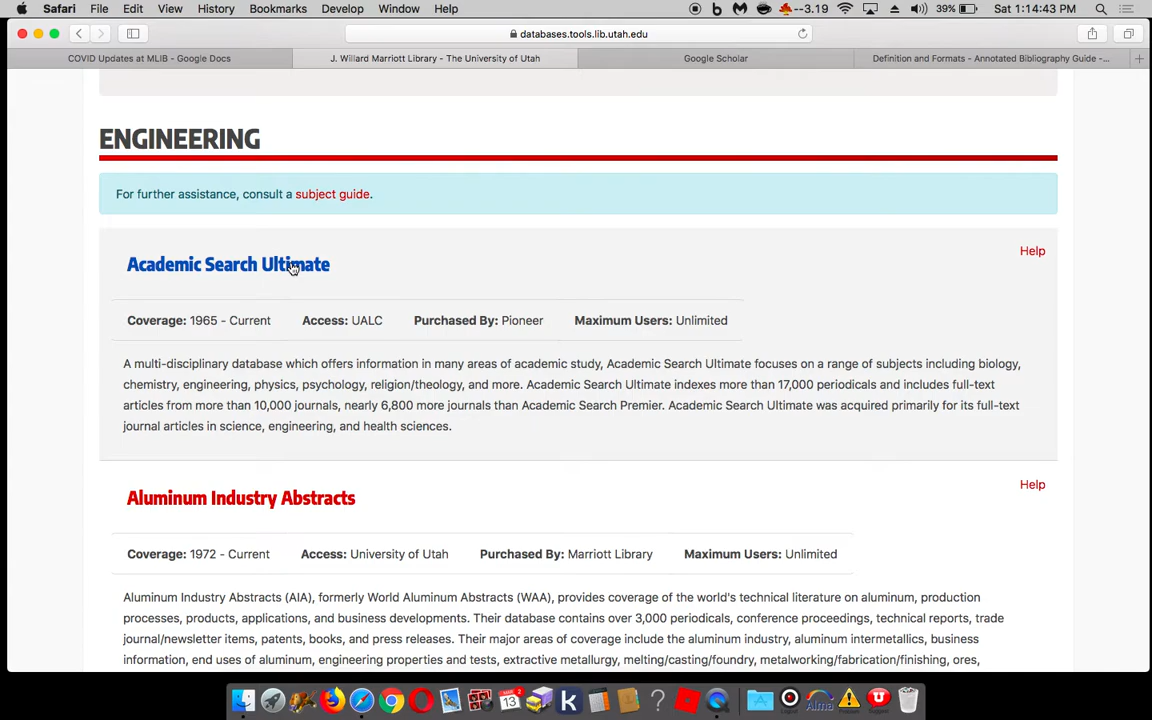 Safari File Edit View History Bookmarks Develop Window Help --3.19 39% Sat 1:14:43 PM
databases.tools.lib.utah.edu
COVID Updates at MLIB - Google Docs J. Willard Marriott Library - The University of Utah Google Scholar Definition and Formats - Annotated Bibliography Guide -...
ENGINEERING
For further assistance, consult a subject guide.
Help
Academic Search Ultimate
Coverage: 1965 - Current Access: UALC Purchased By: Pioneer Maximum Users: Unlimited
A multi-disciplinary database which offers information in many areas of academic study, Academic Search Ultimate focuses on a range of subjects including biology,
chemistry, engineering, physics, psychology, religion/theology, and more. Academic Search Ultimate indexes more than 17,000 periodicals and includes full-text
articles from more than 10,000 journals, nearly 6,800 more journals than Academic Search Premier. Academic Search Ultimate was acquired primarily for its full-text
journal articles in science, engineering, and health sciences.
Help
Aluminum Industry Abstracts
Coverage: 1972 - Current Access: University of Utah Purchased By: Marriott Library Maximum Users: Unlimited
Aluminum Industry Abstracts (AIA), formerly World Aluminum Abstracts (WAA), provides coverage of the world's technical literature on aluminum, production
processes, products, applications, and business developments. Their database contains over 3,000 periodicals, conference proceedings, technical reports, trade
journal/newsletter items, patents, books, and press releases. Their major areas of coverage include the aluminum industry, aluminum intermetallics, business
information, end uses of aluminum, engineering properties and tests, extractive metallurgy, melting/casting/foundry, metalworking/fabrication/finishing, ores,
MAR
13
2
Alma